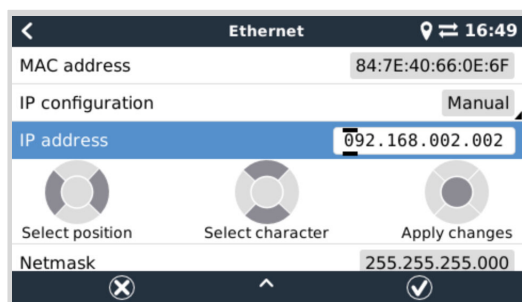 Ethernet 16:49
MAC address 84:7E:40:66:0E:6F
IP configuration Manual
IP address 092.168.002.002
Select position Select character Apply changes
Netmask 255.255.255.000